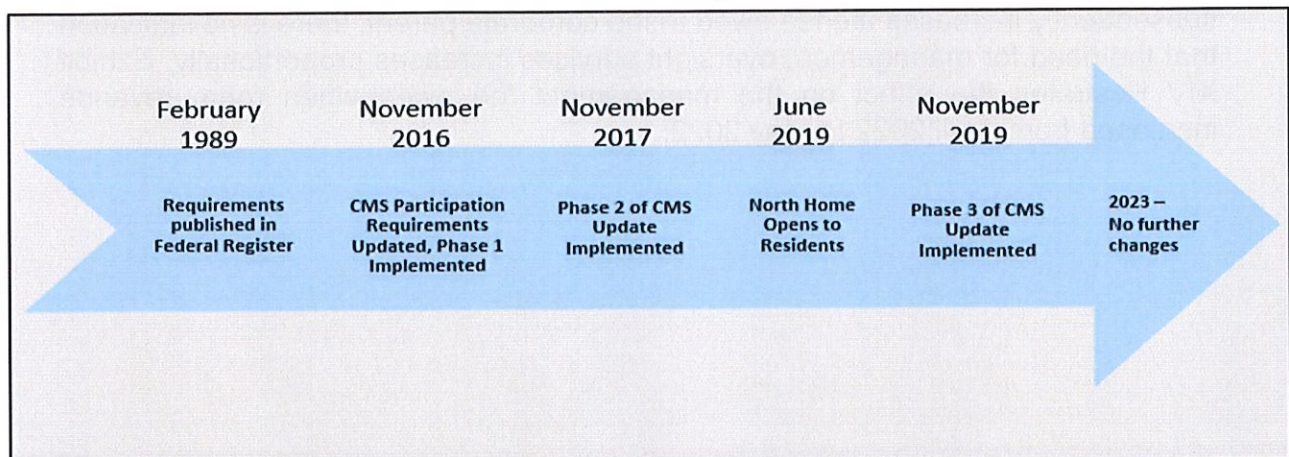 February
1989
Requirements
published in
Federal Register
November
2016
CMS Participation
Requirements
Updated, Phase 1
Implemented
November
2017
Phase 2 of CMS
Update
Implemented
June
2019
North Home
Opens to
Residents
November
2019
Phase 3 of CMS
Update
Implemented
2023 –
No further
changes